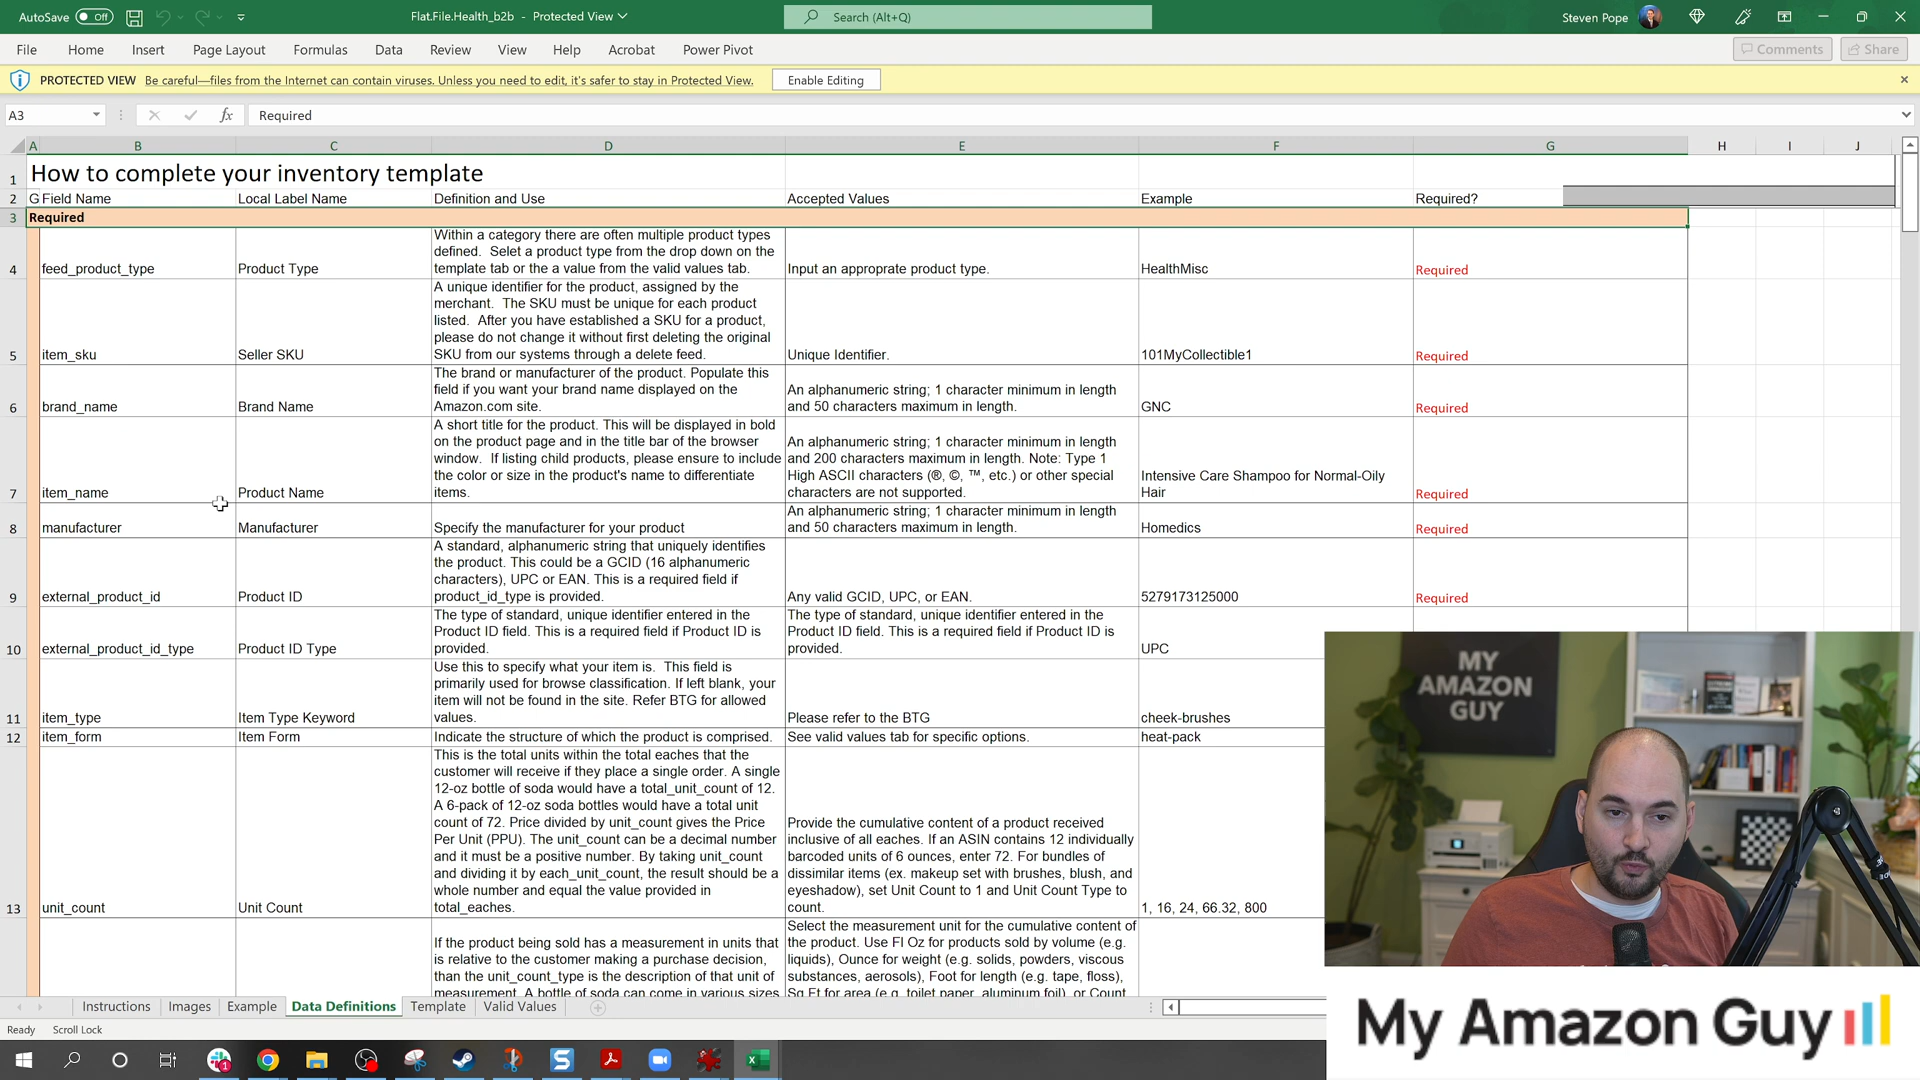 AutoSave Off Flat.File.Health_b2b - Protected View Search (Alt+Q) Steven Pope
File Home Insert Page Layout Formulas Data Review View Help Acrobat Power Pivot Comments Share
PROTECTED VIEW Be careful—files from the Internet can contain viruses. Unless you need to edit, it's safer to stay in Protected View. Enable Editing
A3 fx Required
A B C D E F G H I J
1 How to complete your inventory template
2 G Field Name Local Label Name Definition and Use Accepted Values Example Required?
3 Required
Within a category there are often multiple product types
defined. Selet a product type from the drop down on the
template tab or the a value from the valid values tab.
4 feed_product_type Product Type Input an approprate product type. HealthMisc Required
A unique identifier for the product, assigned by the
merchant. The SKU must be unique for each product
listed. After you have established a SKU for a product,
please do not change it without first deleting the original
SKU from our systems through a delete feed.
5 item_sku Seller SKU Unique Identifier. 101MyCollectible1 Required
The brand or manufacturer of the product. Populate this
field if you want your brand name displayed on the
Amazon.com site.
An alphanumeric string; 1 character minimum in length
and 50 characters maximum in length.
6 brand_name Brand Name GNC Required
A short title for the product. This will be displayed in bold
on the product page and in the title bar of the browser
window. If listing child products, please ensure to include
the color or size in the product's name to differentiate
items.
An alphanumeric string; 1 character minimum in length
and 200 characters maximum in length. Note: Type 1
High ASCII characters (®, ©, ™, etc.) or other special
characters are not supported.
Intensive Care Shampoo for Normal-Oily
Hair
7 item_name Product Name Required
An alphanumeric string; 1 character minimum in length
and 50 characters maximum in length.
8 manufacturer Manufacturer Specify the manufacturer for your product Homedics Required
A standard, alphanumeric string that uniquely identifies
the product. This could be a GCID (16 alphanumeric
characters), UPC or EAN. This is a required field if
product_id_type is provided.
9 external_product_id Product ID Any valid GCID, UPC, or EAN. 5279173125000 Required
The type of standard, unique identifier entered in the
Product ID field. This is a required field if Product ID is
provided.
The type of standard, unique identifier entered in the
Product ID field. This is a required field if Product ID is
provided.
10 external_product_id_type Product ID Type UPC
Use this to specify what your item is. This field is
primarily used for browse classification. If left blank, your
item will not be found in the site. Refer BTG for allowed
values.
11 item_type Item Type Keyword Please refer to the BTG cheek-brushes
12 item_form Item Form Indicate the structure of which the product is comprised. See valid values tab for specific options. heat-pack
This is the total units within the total eaches that the
customer will receive if they place a single order. A single
12-oz bottle of soda would have a total_unit_count of 12.
A 6-pack of 12-oz soda bottles would have a total unit
count of 72. Price divided by unit_count gives the Price
Per Unit (PPU). The unit_count can be a decimal number
and it must be a positive number. By taking unit_count
and dividing it by each_unit_count, the result should be a
whole number and equal the value provided in
total_eaches.
Provide the cumulative content of a product received
inclusive of all eaches. If an ASIN contains 12 individually
barcoded units of 6 ounces, enter 72. For bundles of
dissimilar items (ex. makeup set with brushes, blush, and
eyeshadow), set Unit Count to 1 and Unit Count Type to
count.
13 unit_count Unit Count 1, 16, 24, 66.32, 800
If the product being sold has a measurement in units that
is relative to the customer making a purchase decision,
than the unit_count_type is the description of that unit of
measurement. A bottle of soda can come in various sizes
Select the measurement unit for the cumulative content of
the product. Use Fl Oz for products sold by volume (e.g.
liquids), Ounce for weight (e.g. solids, powders, viscous
substances, aerosols), Foot for length (e.g. tape, floss),
Sq Ft for area (e.g. toilet paper, aluminum foil), or Count
MY
AMAZON
GUY
Instructions Images Example Data Definitions Template Valid Values
Ready Scroll Lock
My Amazon Guy